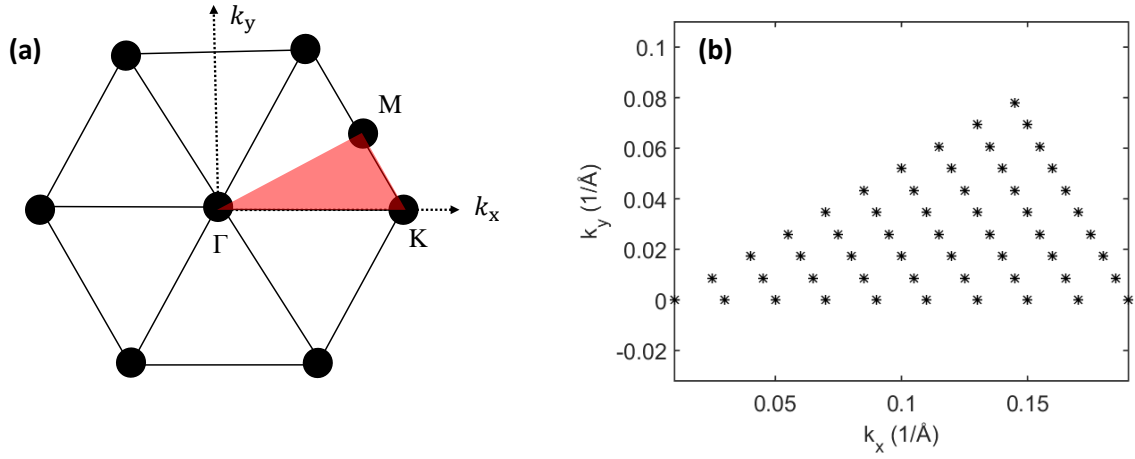 (a)
k_y
M
k_x
Γ
K
(b)
0.1
0.08
0.06
0.04
0.02
0
-0.02
k_y (1/Å)
0.05
0.1
0.15
k_x (1/Å)